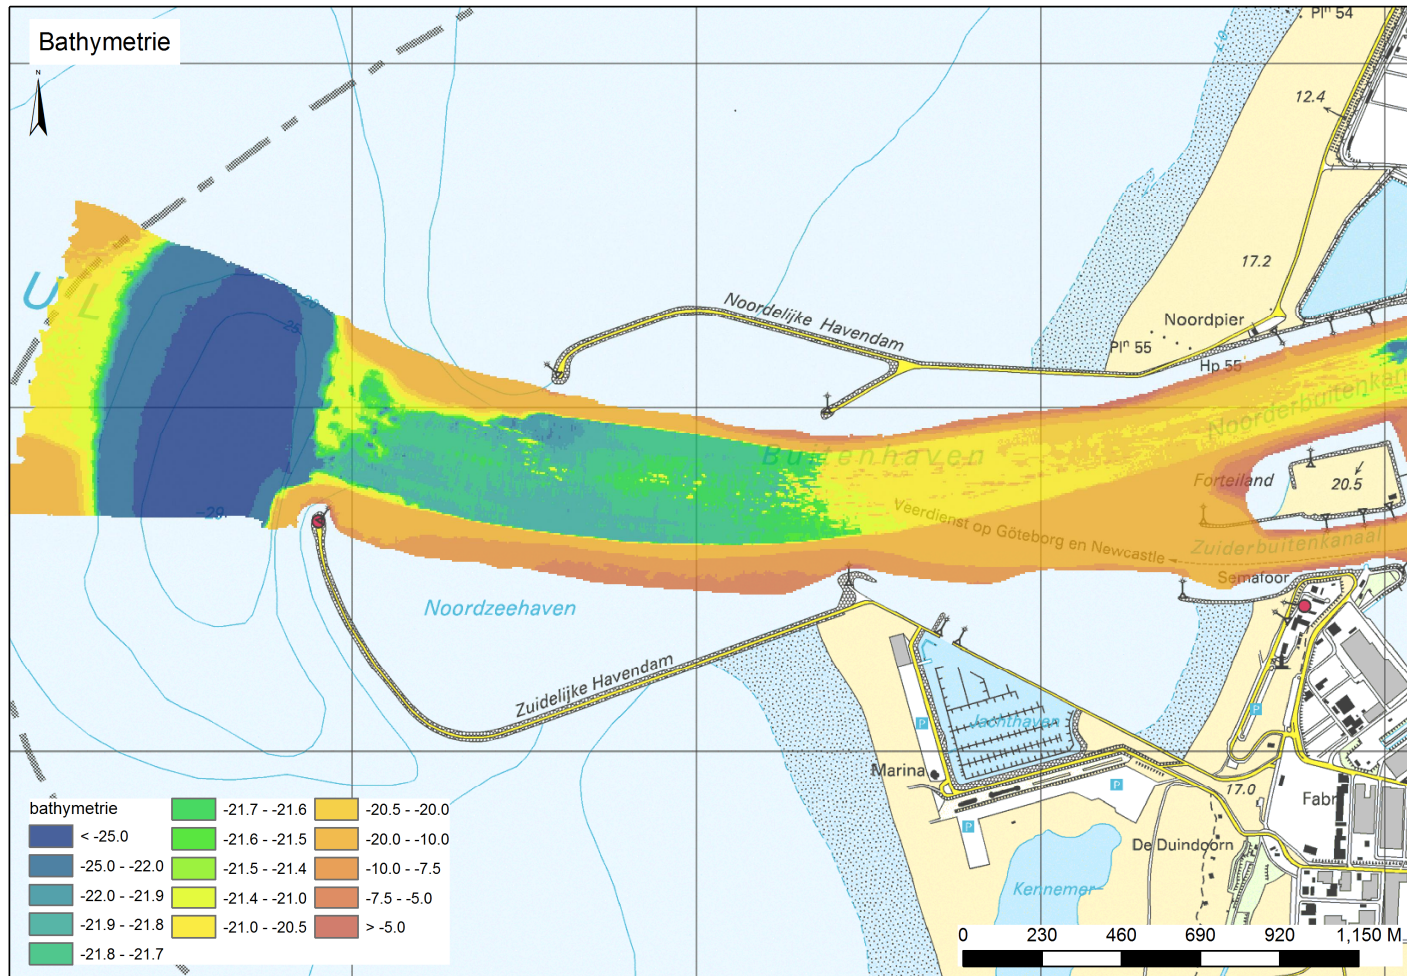 Bathymetrie
N
Plⁿ 54
12.4
17.2
UL
Noordelijke Havendam
Noordpier
Plⁿ 55
Hp 55
Noorderbuitenkan
Buitenhaven
Forteiland
20.5
Veerdienst op Göteborg en Newcastle
Zuiderbuitenkanaal
Semafoor
-20
25
-20
Noordzeehaven
Zuidelijke Havendam
Jachthaven
P
P
P
P
Marina
17.0
Fabr
De Duindoorn
Kennemer
bathymetrie
< -25.0
-25.0 - -22.0
-22.0 - -21.9
-21.9 - -21.8
-21.8 - -21.7
-21.7 - -21.6
-21.6 - -21.5
-21.5 - -21.4
-21.4 - -21.0
-21.0 - -20.5
-20.5 - -20.0
-20.0 - -10.0
-10.0 - -7.5
-7.5 - -5.0
> -5.0
0 230 460 690 920 1,150 M